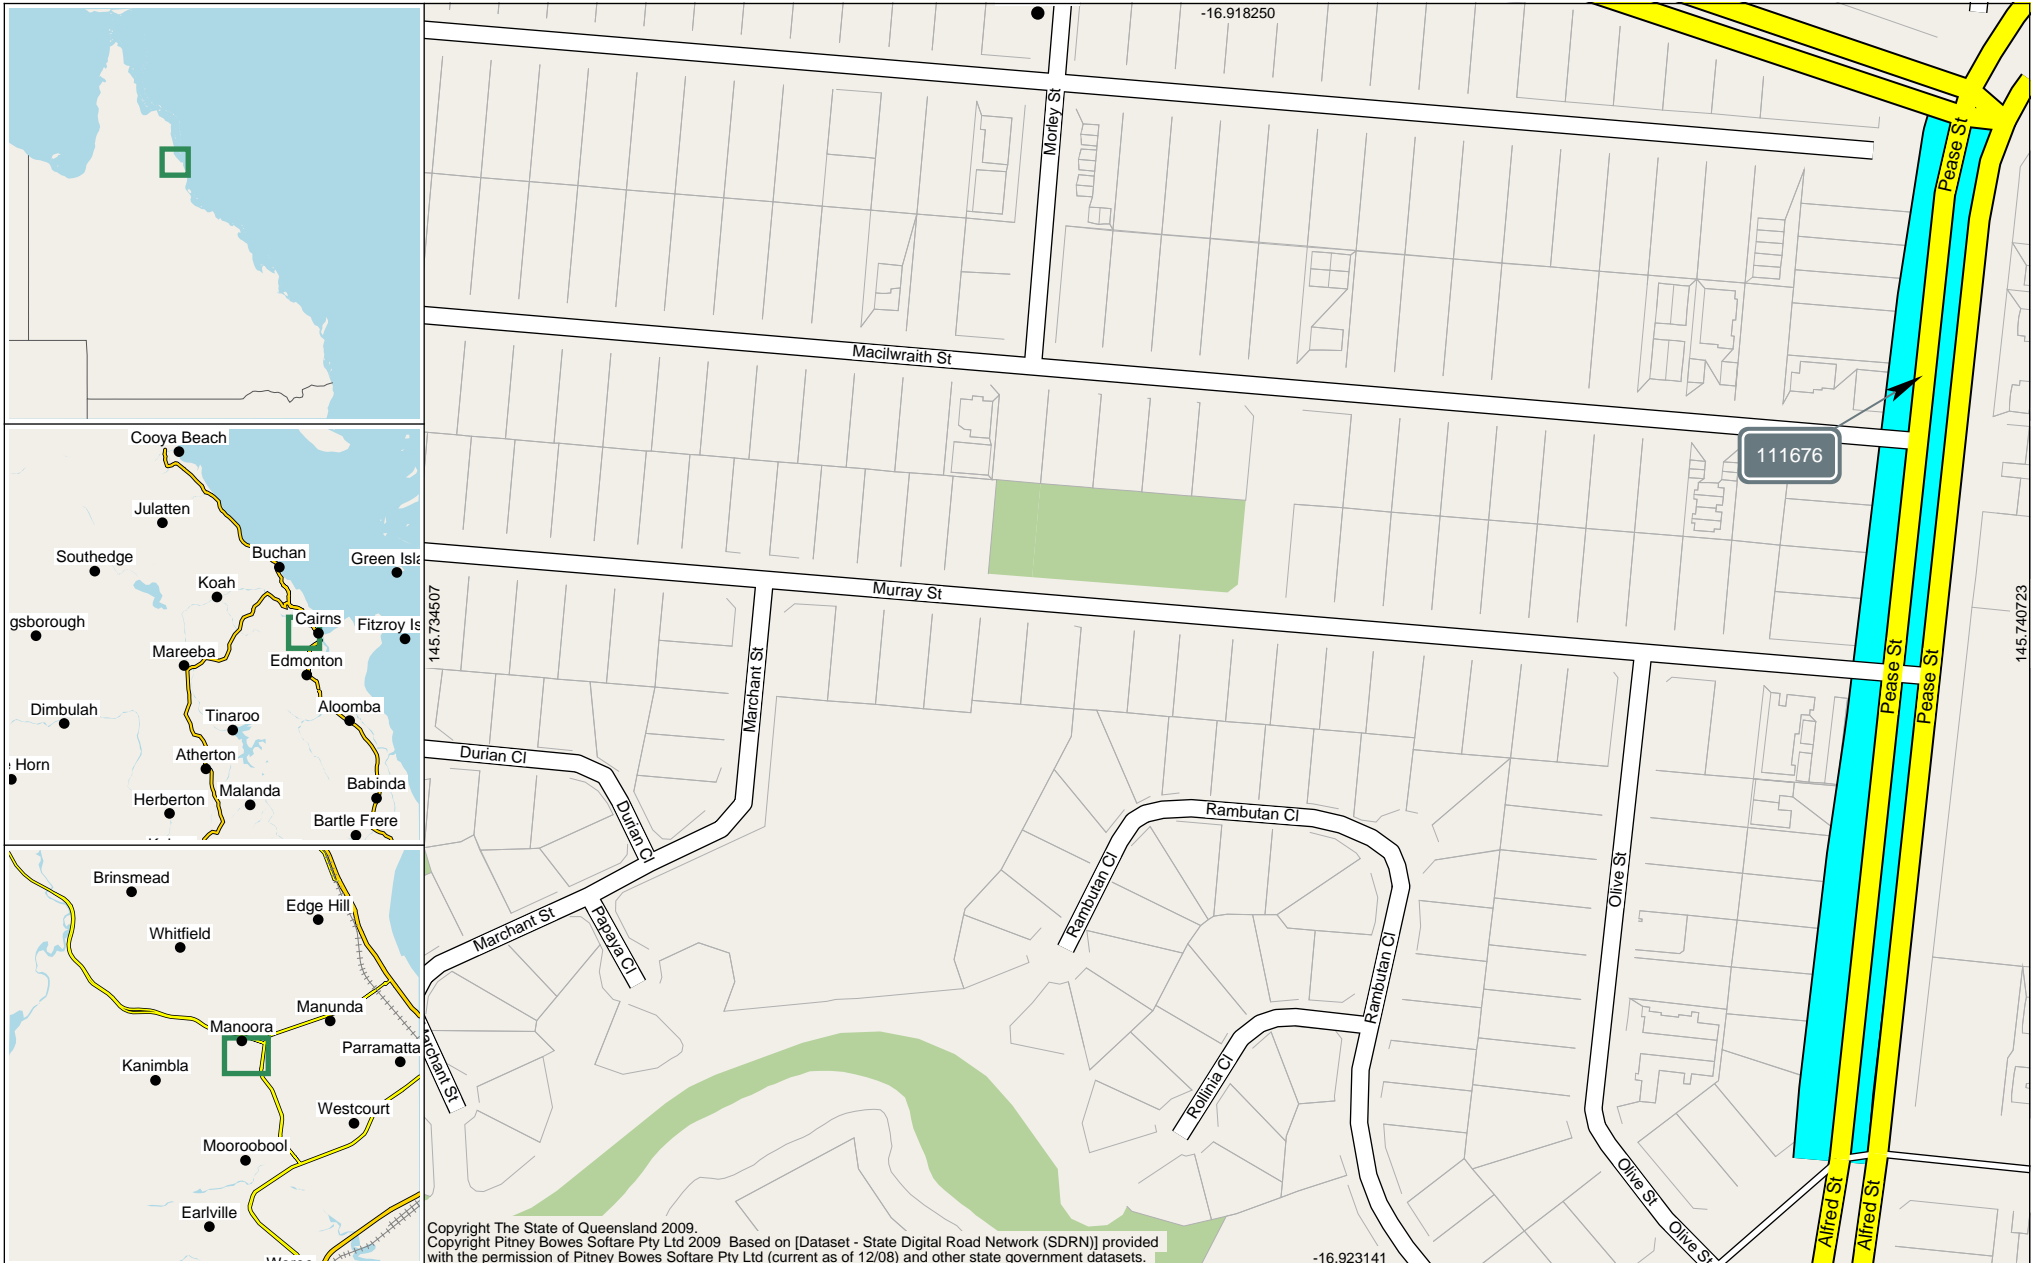 Cooya Beach
Julatten
Southedge
Buchan
Green Isla
Koah
gsborough
Cairns
Fitzroy Is
Mareeba
Edmonton
Dimbulah
Tinaroo
Aloomba
Atherton
Horn
Malanda
Babinda
Herberton
Bartle Frere
Brinsmead
Edge Hill
Whitfield
Manunda
Manoora
Parramatta
Kanimbla
Westcourt
Mooroobool
Earlville
-16.918250
Morley St
Pease St
Macilwraith St
111676
145.734507
145.740723
Murray St
Marchant St
Pease St
Pease St
Durian Cl
Durian Cl
Rambutan Cl
Rambutan Cl
Rambutan Cl
Olive St
Marchant St
Papaya Cl
Marchant St
Rollinia Cl
Olive St
Olive St
Alfred St
Alfred St
Copyright The State of Queensland 2009.
Copyright Pitney Bowes Softare Pty Ltd 2009 Based on [Dataset - State Digital Road Network (SDRN)] provided
with the permission of Pitney Bowes Softare Pty Ltd (current as of 12/08) and other state government datasets.
-16.923141